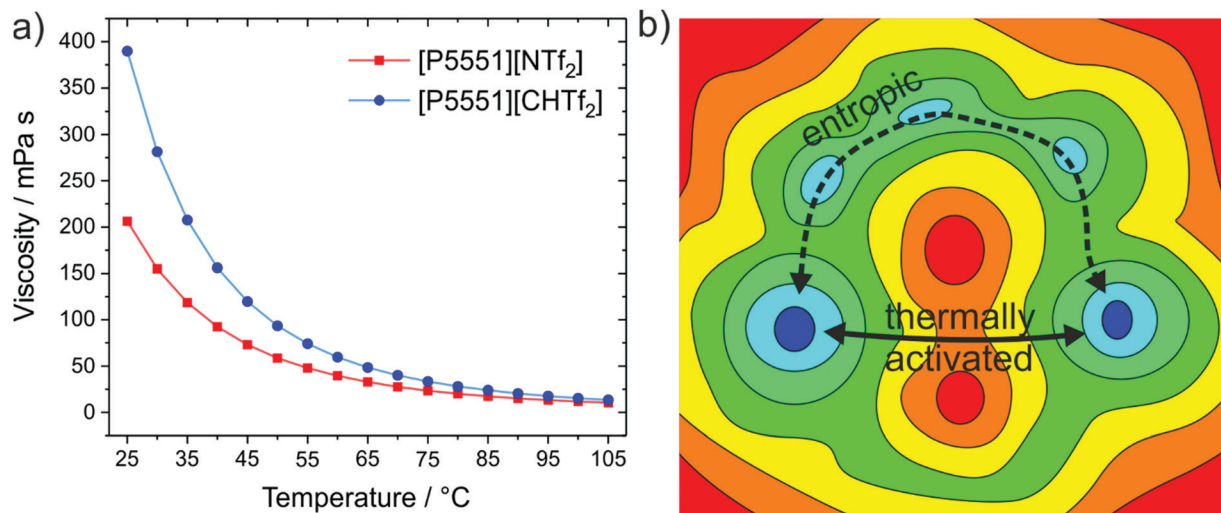 a)
Viscosity / mPa s
400
350
300
250
200
150
100
50
0
[P5551][NTf₂]
[P5551][CHTf₂]
25 35 45 55 65 75 85 95 105
Temperature / °C
b)
entropic
thermally
activated